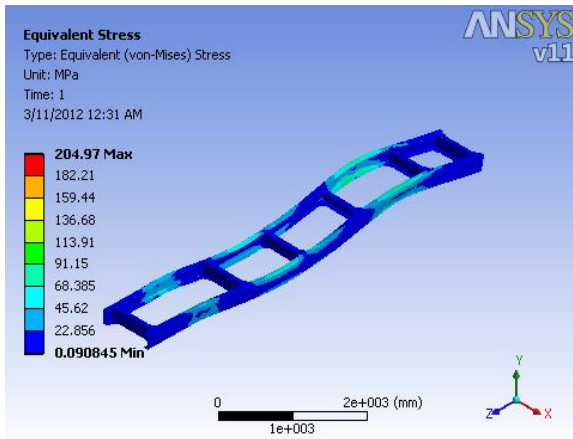 Equivalent Stress
Type: Equivalent (von-Mises) Stress
Unit: MPa
Time: 1
3/11/2012 12:31 AM
ANSYS
v11
204.97 Max
182.21
159.44
136.68
113.91
91.15
68.385
45.62
22.856
0.090845 Min
0 2e+003 (mm)
1e+003
Y
Z X